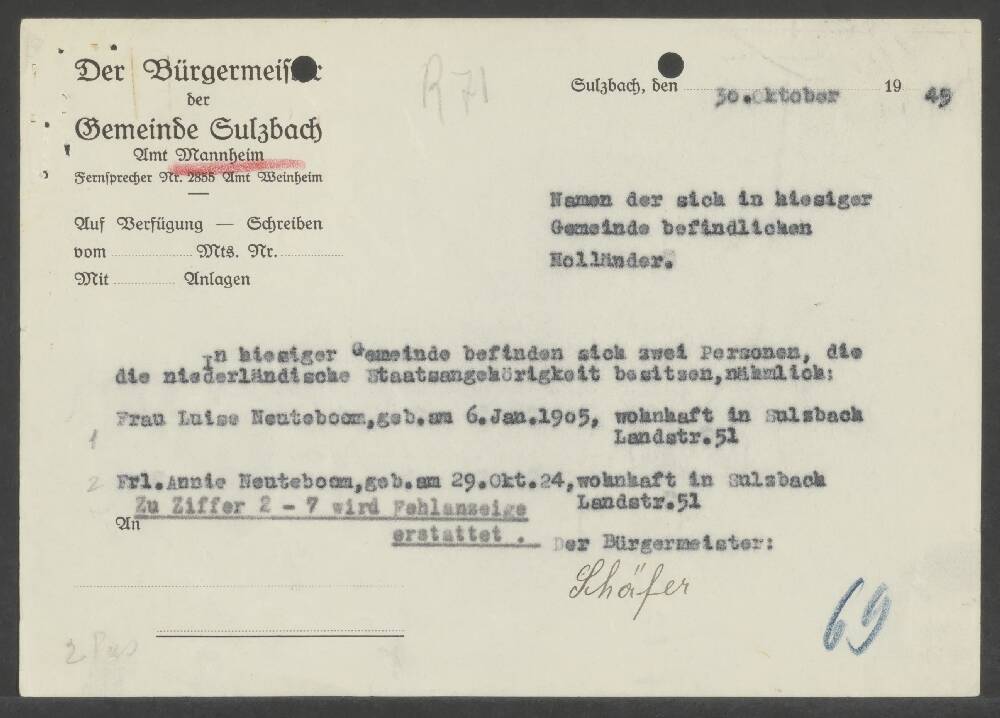 Der Bürgermeister
der
Gemeinde Sulzbach
Amt Mannheim
Fernsprecher Nr. 2855 Amt Weinheim
R 71
Sulzbach, den 30.Oktober 19 49
Auf Verfügung — Schreiben
vom Mts. Nr.
Mit Anlagen
Namen der sich in hiesiger
Gemeinde befindlichen
Holländer.
In hiesiger Gemeinde befinden sich zwei Personen, die
die niederländische Staatsangehörigkeit besitzen,nähmlich:
1 Frau Luise Neuteboom,geb.am 6.Jan.1905, wohnhaft in Sulzbach
Landstr.51
2 Frl.Annie Neuteboom,geb.am 29.Okt.24,wohnhaft in Sulzbach
Landstr.51
Zu Ziffer 2 - 7 wird Fehlanzeige
erstattet .
An
Der Bürgermeister:
Schäfer
69
2 Pas